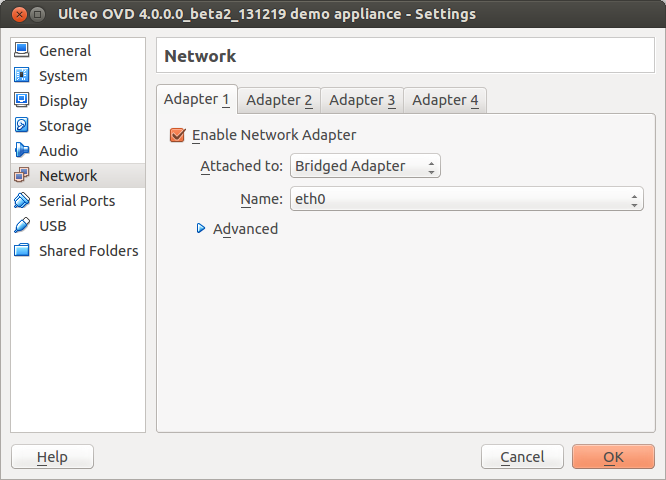 Ulteo OVD 4.0.0.0_beta2_131219 demo appliance - Settings
General
System
Display
Storage
Audio
Network
Serial Ports
USB
Shared Folders
Network
Adapter 1 Adapter 2 Adapter 3 Adapter 4
Enable Network Adapter
Attached to: Bridged Adapter
Name: eth0
Advanced
Help Cancel OK